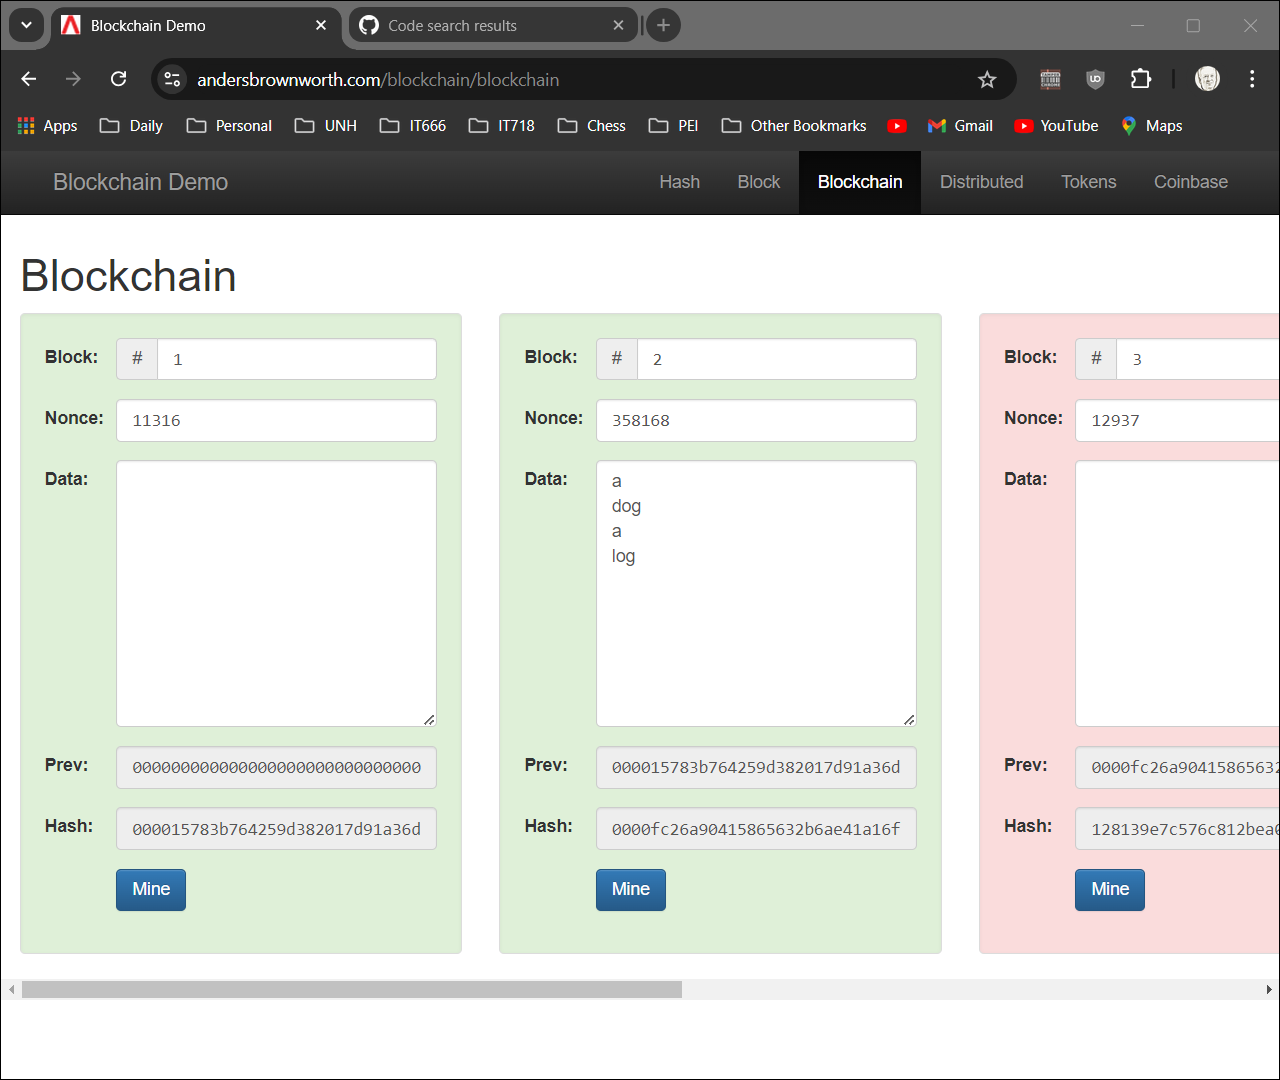 Blockchain Demo
Code search results
andersbrownworth.com/blockchain/blockchain
Apps Daily Personal UNH IT666 IT718 Chess PEI Other Bookmarks Gmail YouTube Maps
Blockchain Demo Hash Block Blockchain Distributed Tokens Coinbase
Blockchain
Block: # 1
Nonce: 11316
Data:
Prev: 000000000000000000000000000000
Hash: 000015783b764259d382017d91a36d
Mine
Block: # 2
Nonce: 358168
Data: a
dog
a
log
Prev: 000015783b764259d382017d91a36d
Hash: 0000fc26a90415865632b6ae41a16f
Mine
Block: # 3
Nonce: 12937
Data:
Prev: 0000fc26a90415865632
Hash: 128139e7c576c812bea0
Mine